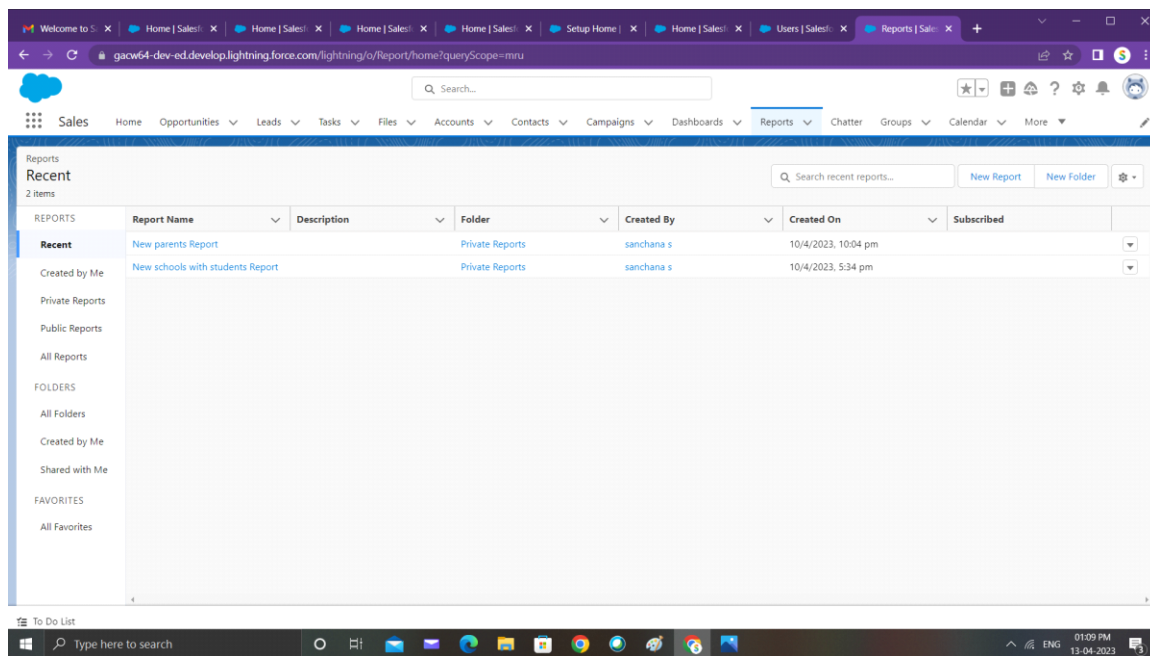 Welcome to S
Home | Salesfo
Home | Salesfo
Home | Salesfo
Home | Salesfo
Setup Home |
Home | Salesfo
Users | Salesfo
Reports | Sales
gacw64-dev-ed.develop.lightning.force.com/lightning/o/Report/home?queryScope=mru
S
Search...
Sales Home Opportunities Leads Tasks Files Accounts Contacts Campaigns Dashboards Reports Chatter Groups Calendar More
Reports
Recent
2 items
Search recent reports...
New Report
New Folder
REPORTS
Recent
Created by Me
Private Reports
Public Reports
All Reports
FOLDERS
All Folders
Created by Me
Shared with Me
FAVORITES
All Favorites
Report Name Description Folder Created By Created On Subscribed
New parents Report Private Reports sanchana s 10/4/2023, 10:04 pm
New schools with students Report Private Reports sanchana s 10/4/2023, 5:34 pm
To Do List
Type here to search
ENG
01:09 PM
13-04-2023